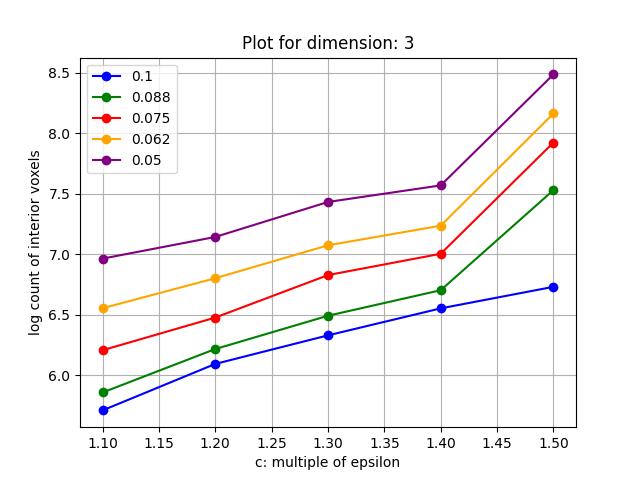 Plot for dimension: 3
0.1
0.088
0.075
0.062
0.05
8.5
8.0
7.5
7.0
6.5
6.0
log count of interior voxels
1.10 1.15 1.20 1.25 1.30 1.35 1.40 1.45 1.50
c: multiple of epsilon